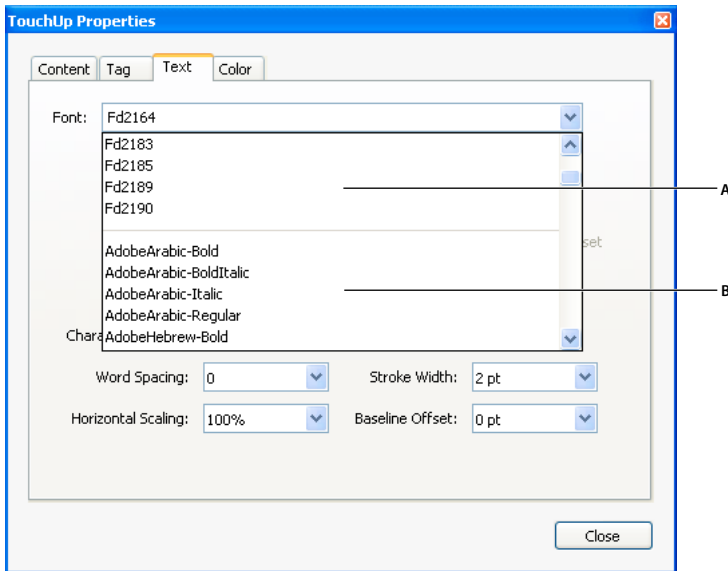 TouchUp Properties
Content Tag Text Color
Font: Fd2164
Fd2183
Fd2185
Fd2189
Fd2190
A
set
AdobeArabic-Bold
AdobeArabic-BoldItalic
AdobeArabic-Italic
B
AdobeArabic-Regular
Chara AdobeHebrew-Bold
Word Spacing: 0 Stroke Width: 2 pt
Horizontal Scaling: 100% Baseline Offset: 0 pt
Close